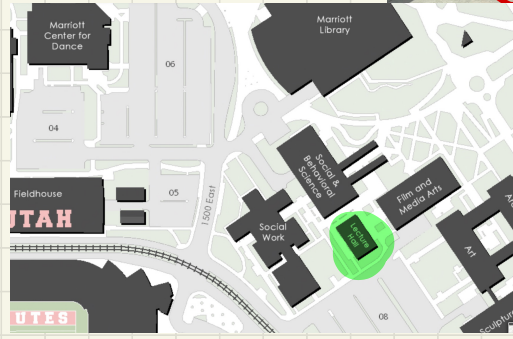 Marriott
Center for
Dance
Marriott
Library
06
04
Social &
Behavioral
Science
Film and
Media Arts
Fieldhouse
05
1500 East
UTAH
Social
Work
Lecture
Hall
Art
08
UTES